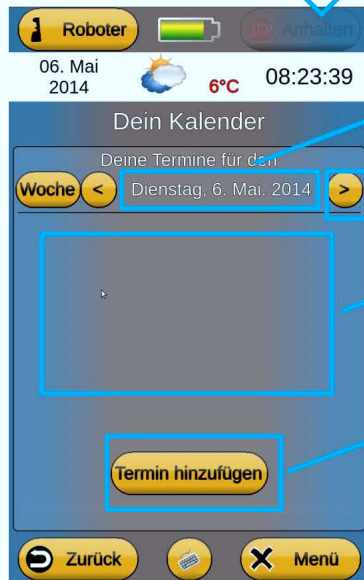 Roboter
Anhalten
06. Mai
2014
6°C
08:23:39
Dein Kalender
Deine Termine für den
Woche < Dienstag, 6. Mai. 2014 >
Termin hinzufügen
Zurück
Menü